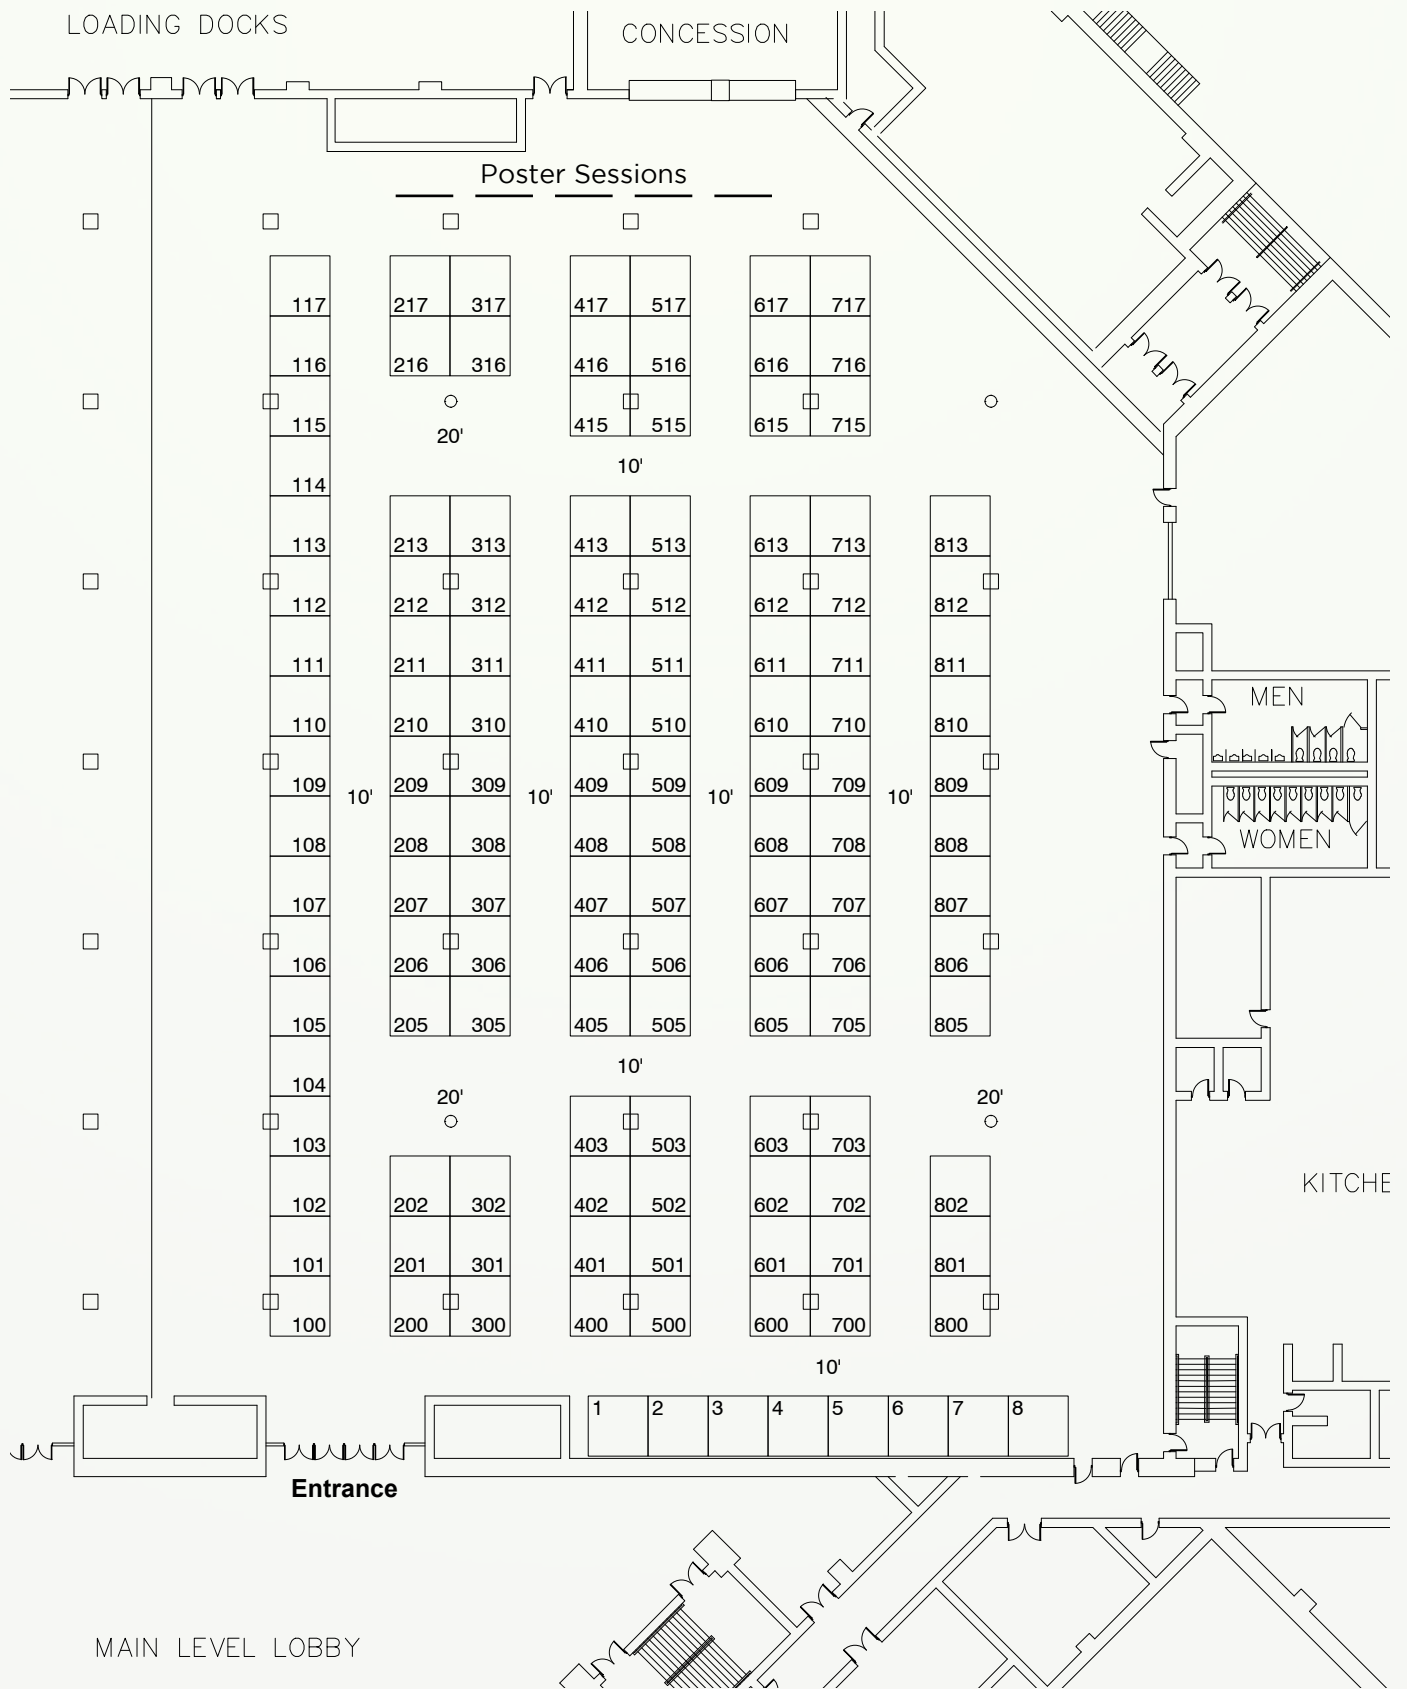 LOADING DOCKS
CONCESSION
Poster Sessions
117 217 317 417 517 617 717
116 216 316 416 516 616 716
115 415 515 615 715
20'
10'
114
113 213 313 413 513 613 713 813
112 212 312 412 512 612 712 812
111 211 311 411 511 611 711 811
MEN
110 210 310 410 510 610 710 810
109 209 309 409 509 609 709 809
10' 10' 10' 10'
108 208 308 408 508 608 708 808
WOMEN
107 207 307 407 507 607 707 807
106 206 306 406 506 606 706 806
105 205 305 405 505 605 705 805
10'
104
20' 20'
103 403 503 603 703
KITCHE
102 202 302 402 502 602 702 802
101 201 301 401 501 601 701 801
100 200 300 400 500 600 700 800
10'
1 2 3 4 5 6 7 8
Entrance
MAIN LEVEL LOBBY